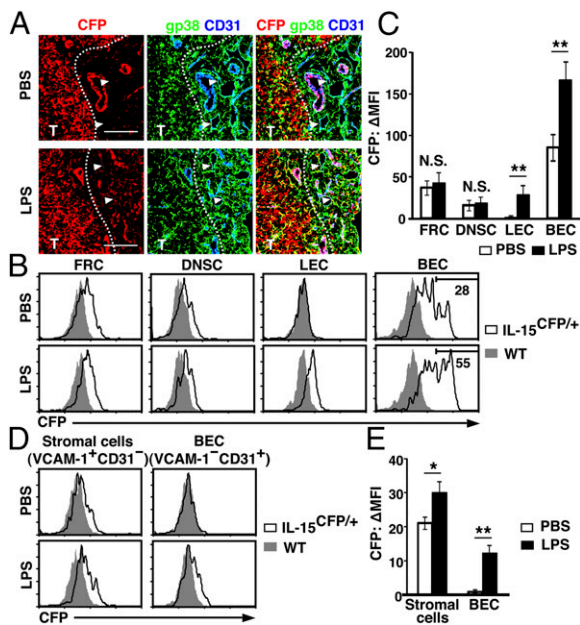 A
CFP
gp38 CD31
CFP gp38 CD31
PBS
T
LPS
T
C
CFP: ΔMFI
200
150
100
50
0
N.S.
N.S.
**
**
FRC
DNSC
LEC
BEC
PBS
LPS
B
FRC
DNSC
LEC
BEC
PBS
28
LPS
55
IL-15CFP/+
WT
CFP
D
Stromal cells
(VCAM-1+CD31−)
BEC
(VCAM-1−CD31+)
PBS
LPS
IL-15CFP/+
WT
CFP
E
CFP: ΔMFI
40
30
20
10
0
*
**
Stromal
cells
BEC
PBS
LPS